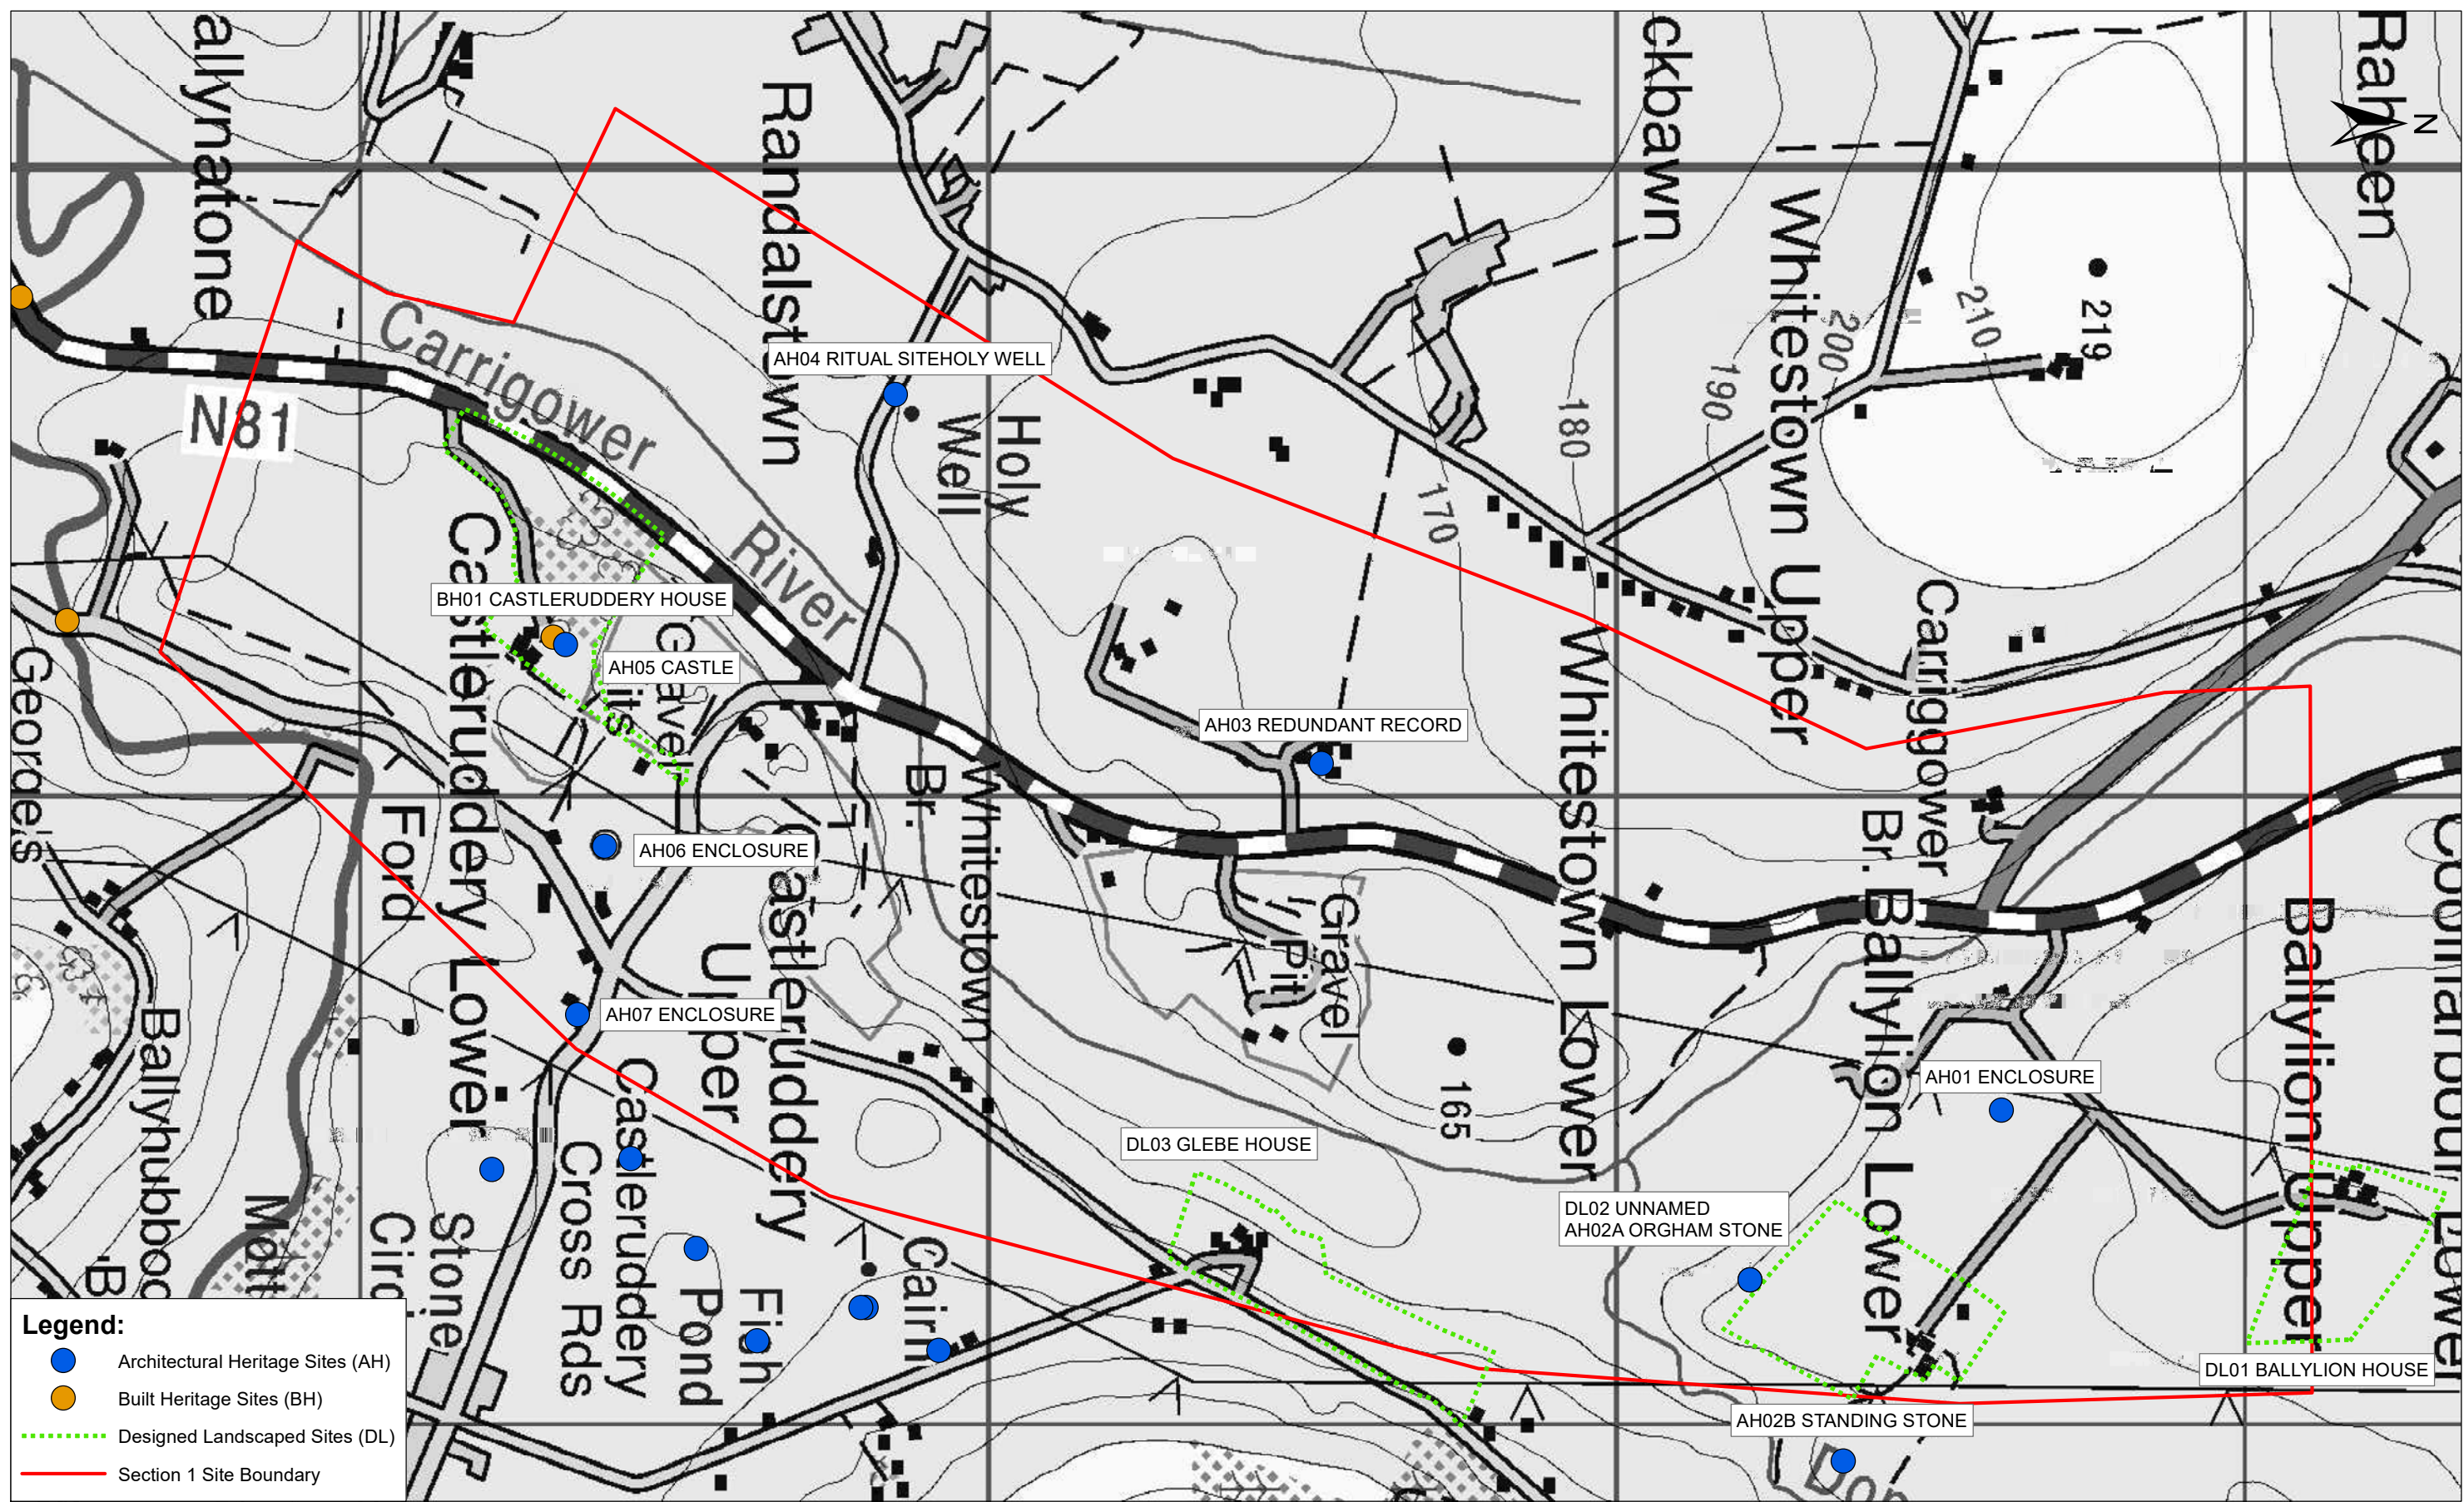 allynatone
Randalstown
ckbawn
Raheen
N
Whitestown Upper
219
210
200
190
180
170
Carrigower
River
N81
AH04 RITUAL SITEHOLY WELL
Holy
Well
BH01 CASTLERUDDERY HOUSE
AH05 CASTLE
Gravel
AH03 REDUNDANT RECORD
Carrigower
Br.
Whitestown
Br.
Whitestown Lower
Castleruddery Lower
Ford
George's
AH06 ENCLOSURE
AH07 ENCLOSURE
Castleruddery
Upper
Gravel
Pit
165
Ballylion Lower
Ballylion Upper
Lower
AH01 ENCLOSURE
DL03 GLEBE HOUSE
DL02 UNNAMED
AH02A ORGHAM STONE
DL01 BALLYLION HOUSE
AH02B STANDING STONE
Castleruddery
Cross Rds
Fish
Pond
Cairn
Stone
Circ
Mott
Legend:
Architectural Heritage Sites (AH)
Built Heritage Sites (BH)
Designed Landscaped Sites (DL)
Section 1 Site Boundary